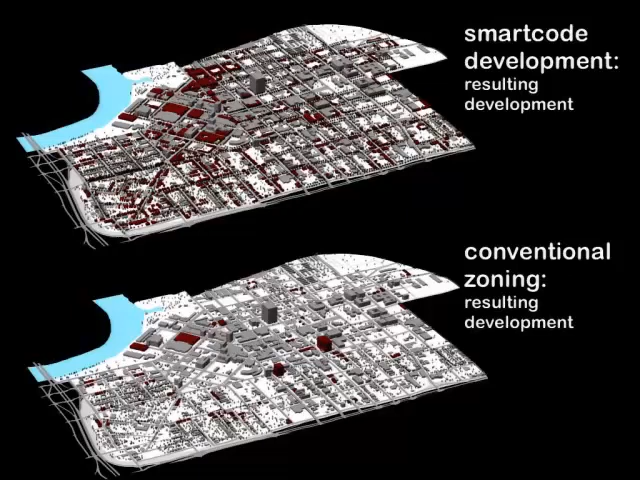 smartcode
development:
resulting
development
conventional
zoning:
resulting
development